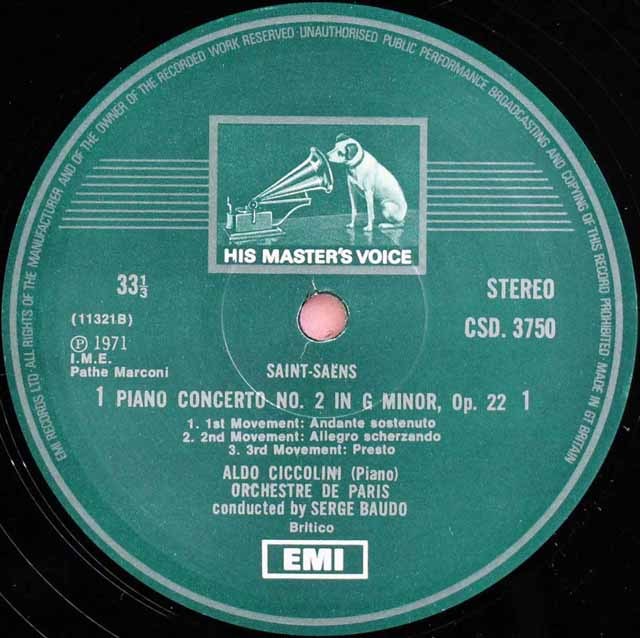 EMI RECORDS LTD · ALL RIGHTS OF THE MANUFACTURER AND OF THE OWNER OF THE RECORDED WORK RESERVED · UNAUTHORISED PUBLIC PERFORMANCE BROADCASTING AND COPYING OF THIS RECORD PROHIBITED · MADE IN GT BRITAIN
HIS MASTER'S VOICE
33⅓
STEREO
(11321B)
CSD. 3750
Ⓟ 1971
I.M.E.
Pathe Marconi
SAINT-SAËNS
1 PIANO CONCERTO NO. 2 IN G MINOR, Op. 22 1
1. 1st Movement: Andante sostenuto
2. 2nd Movement: Allegro scherzando
3. 3rd Movement: Presto
ALDO CICCOLINI (Piano)
ORCHESTRE DE PARIS
conducted by SERGE BAUDO
Britico
EMI